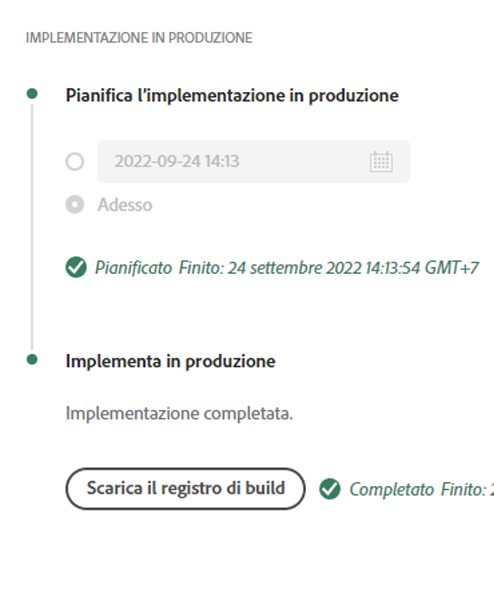 IMPLEMENTAZIONE IN PRODUZIONE
Pianifica l'implementazione in produzione
2022-09-24 14:13
Adesso
Pianificato Finito: 24 settembre 2022 14:13:54 GMT+7
Implementa in produzione
Implementazione completata.
Scarica il registro di build
Completato Finito: